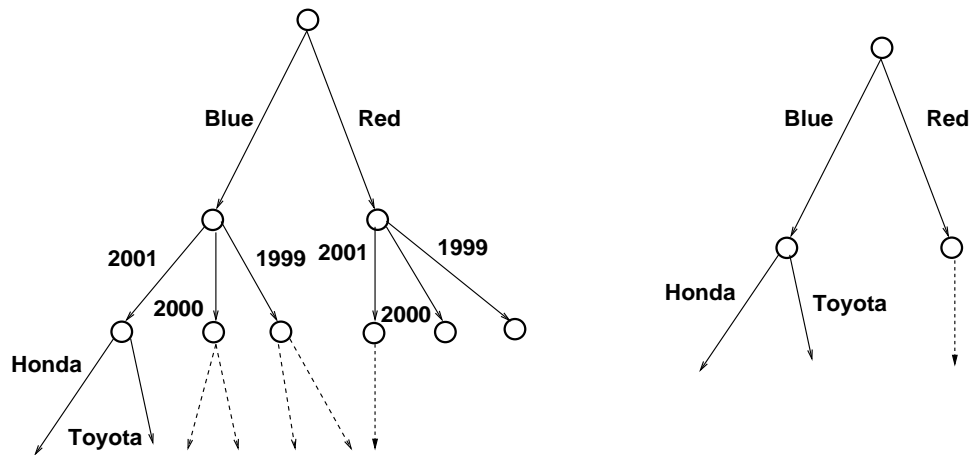 Blue Red
2001 1999 2001 1999
2000 2000
Honda
Toyota
Blue Red
Honda
Toyota